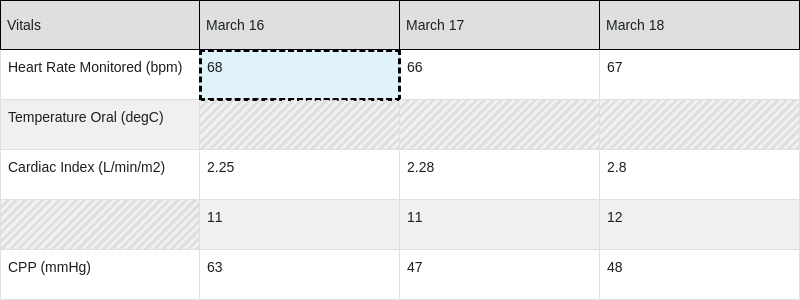 Vitals March 16 March 17 March 18
Heart Rate Monitored (bpm) 68 66 67
Temperature Oral (degC)
Cardiac Index (L/min/m2) 2.25 2.28 2.8
11 11 12
CPP (mmHg) 63 47 48